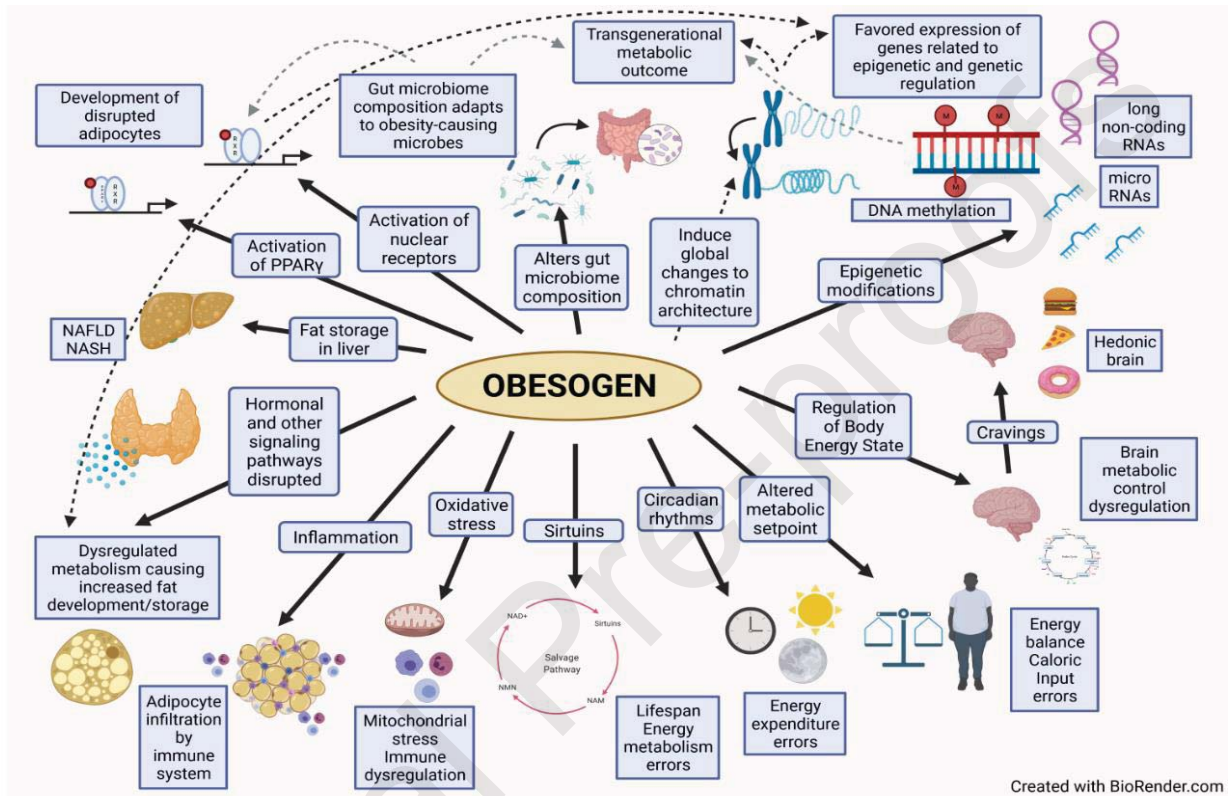 Transgenerational
metabolic
outcome
Favored expression of
genes related to
epigenetic and genetic
regulation
Development of
disrupted
adipocytes
Gut microbiome
composition adapts
to obesity-causing
microbes
long
non-coding
RNAs
micro
RNAs
M
M
M
DNA methylation
RXR
RXR
Activation
of PPARγ
Activation of
nuclear
receptors
Alters gut
microbiome
composition
Induce
global
changes to
chromatin
architecture
Epigenetic
modifications
NAFLD
NASH
Fat storage
in liver
OBESOGEN
Hedonic
brain
Hormonal
and other
signaling
pathways
disrupted
Regulation
of Body
Energy State
Cravings
Brain
metabolic
control
dysregulation
Inflammation
Oxidative
stress
Sirtuins
Circadian
rhythms
Altered
metabolic
setpoint
Dysregulated
metabolism causing
increased fat
development/storage
NAD+
Sirtuins
Salvage
Pathway
NMN
NAM
Adipocyte
infiltration
by
immune
system
Mitochondrial
stress
Immune
dysregulation
Lifespan
Energy
metabolism
errors
Energy
expenditure
errors
Energy
balance
Caloric
Input
errors
Created with BioRender.com
al Pre-proofs